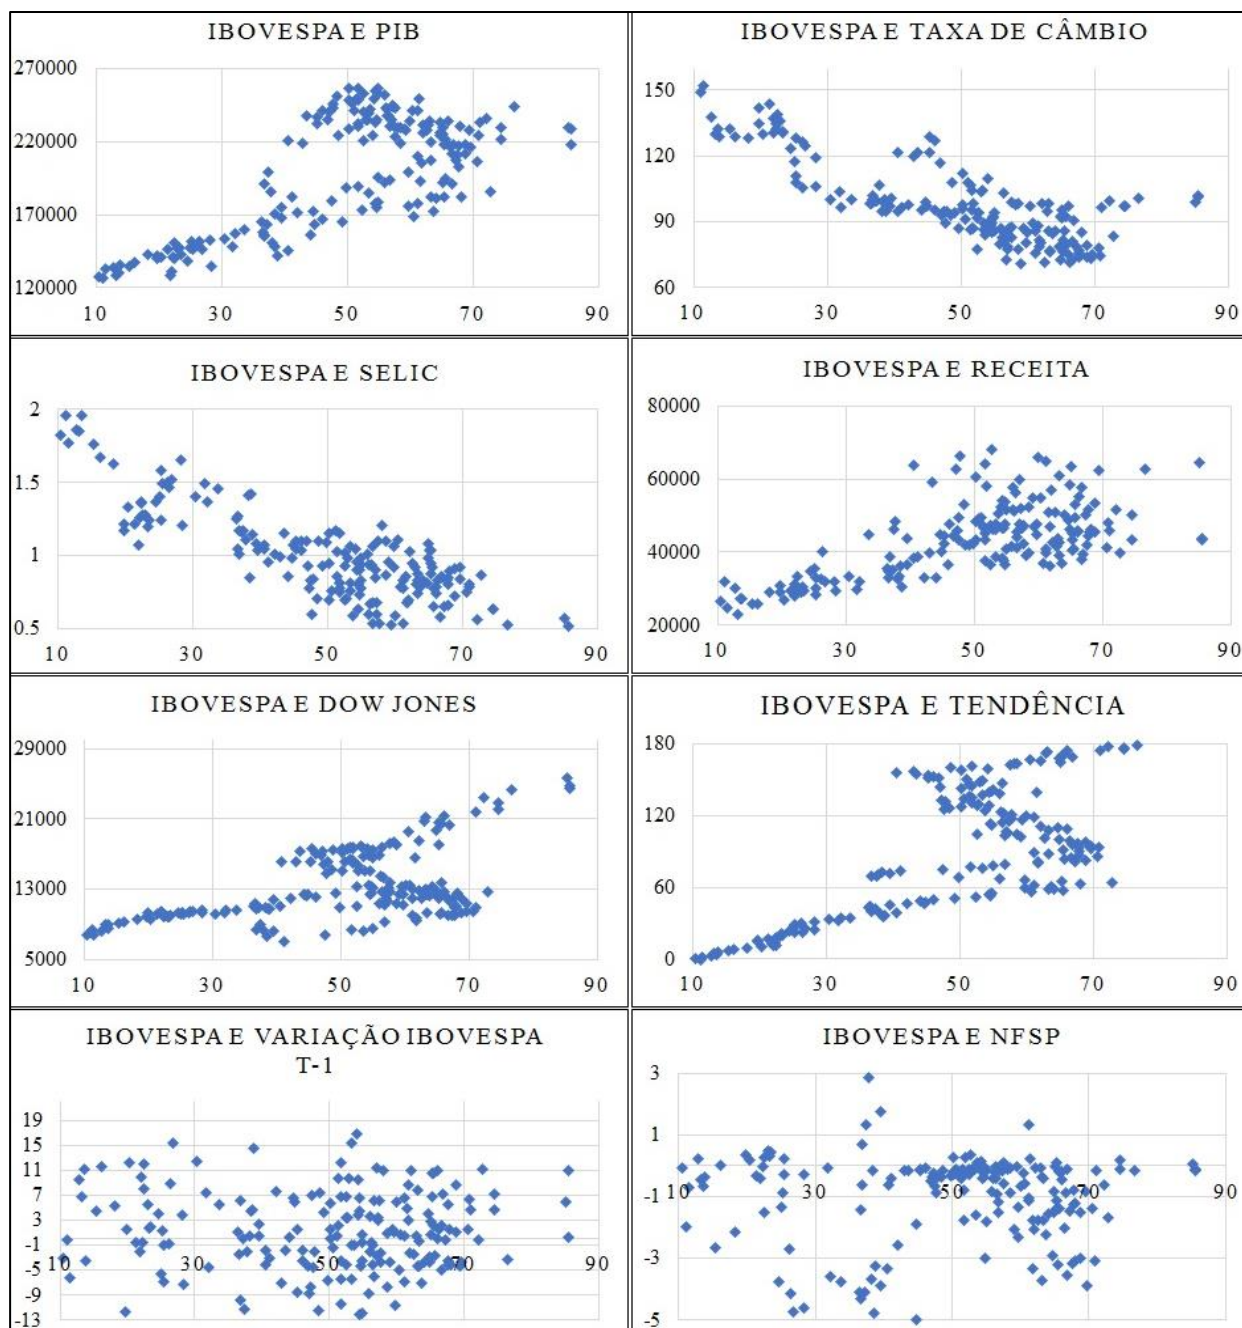 IBOVESPA E PIB
270000
220000
170000
120000
10 30 50 70 90
IBOVESPA E TAXA DE CÂMBIO
150
120
90
60
10 30 50 70 90
IBOVESPA E SELIC
2
1.5
1
0.5
10 30 50 70 90
IBOVESPA E RECEITA
80000
60000
40000
20000
10 30 50 70 90
IBOVESPA E DOW JONES
29000
21000
13000
5000
10 30 50 70 90
IBOVESPA E TENDÊNCIA
180
120
60
0
10 30 50 70 90
IBOVESPA E VARIAÇÃO IBOVESPA
T-1
19
15
11
7
3
-1
-5
-9
-13
10 30 50 70 90
IBOVESPA E NFSP
3
1
-1
-3
-5
10 30 50 70 90